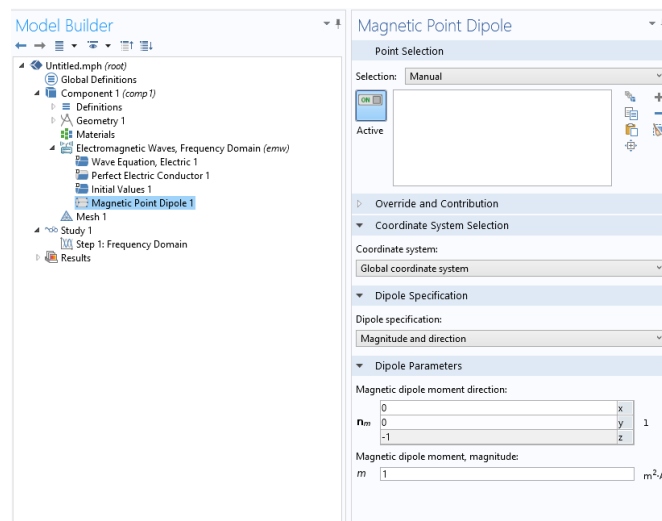 Model Builder
Untitled.mph (root)
Global Definitions
Component 1 (comp1)
Definitions
Geometry 1
Materials
Electromagnetic Waves, Frequency Domain (emw)
Wave Equation, Electric 1
Perfect Electric Conductor 1
Initial Values 1
Magnetic Point Dipole 1
Mesh 1
Study 1
Step 1: Frequency Domain
Results
Magnetic Point Dipole
Point Selection
Selection: Manual
ON
Active
Override and Contribution
Coordinate System Selection
Coordinate system:
Global coordinate system
Dipole Specification
Dipole specification:
Magnitude and direction
Dipole Parameters
Magnetic dipole moment direction:
0 x
nm 0 y 1
-1 z
Magnetic dipole moment, magnitude:
m 1 m²·